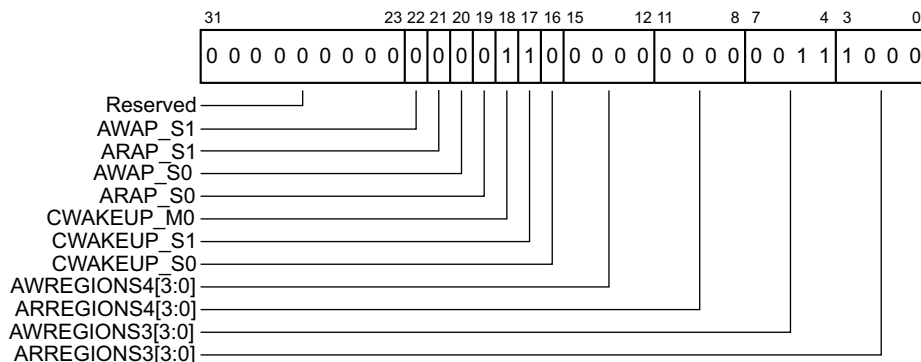 31 23 22 21 20 19 18 17 16 15 12 11 8 7 4 3 0
0 0 0 0 0 0 0 0 0 0 0 0 0 1 1 0 0 0 0 0 0 0 0 0 0 0 1 1 1 0 0 0
Reserved
AWAP_S1
ARAP_S1
AWAP_S0
ARAP_S0
CWAKEUP_M0
CWAKEUP_S1
CWAKEUP_S0
AWREGIONS4[3:0]
ARREGIONS4[3:0]
AWREGIONS3[3:0]
ARREGIONS3[3:0]